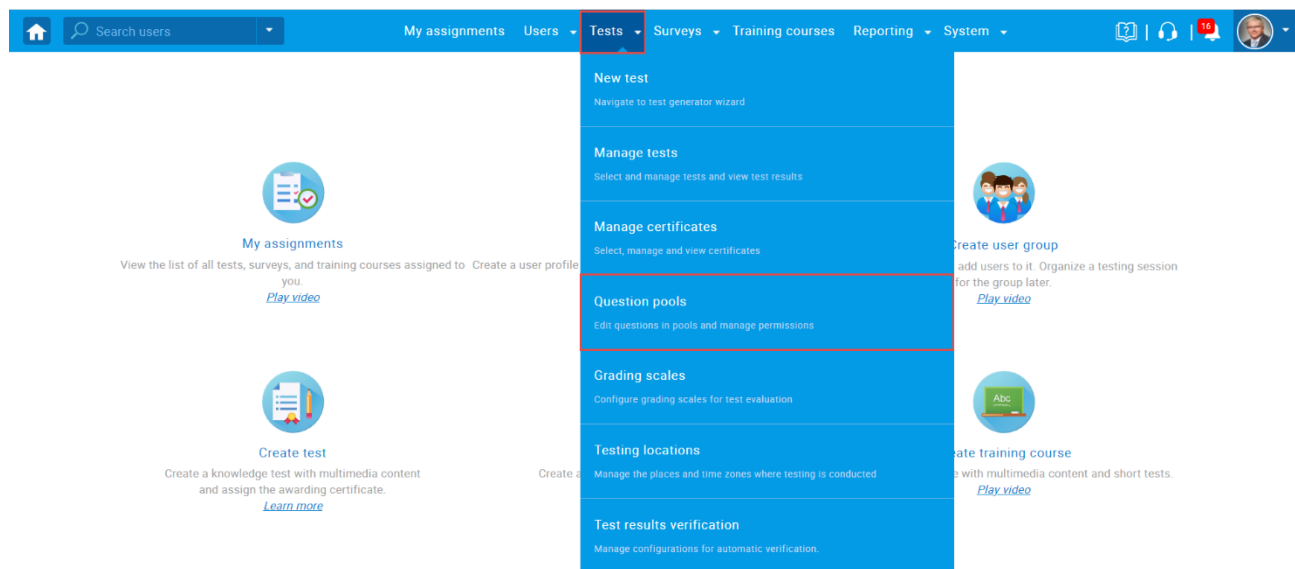 Search users
My assignments Users Tests Surveys Training courses Reporting System
16
New test
Navigate to test generator wizard
Manage tests
Select and manage tests and view test results
Manage certificates
Select, manage and view certificates
Question pools
Edit questions in pools and manage permissions
Grading scales
Configure grading scales for test evaluation
Testing locations
Manage the places and time zones where testing is conducted
Test results verification
Manage configurations for automatic verification.
My assignments
View the list of all tests, surveys, and training courses assigned to
you.
Play video
Create a user profile
Create user group
add users to it. Organize a testing session
for the group later.
Play video
Create test
Create a knowledge test with multimedia content
and assign the awarding certificate.
Learn more
Create a
Abc
eate training course
e with multimedia content and short tests.
Play video